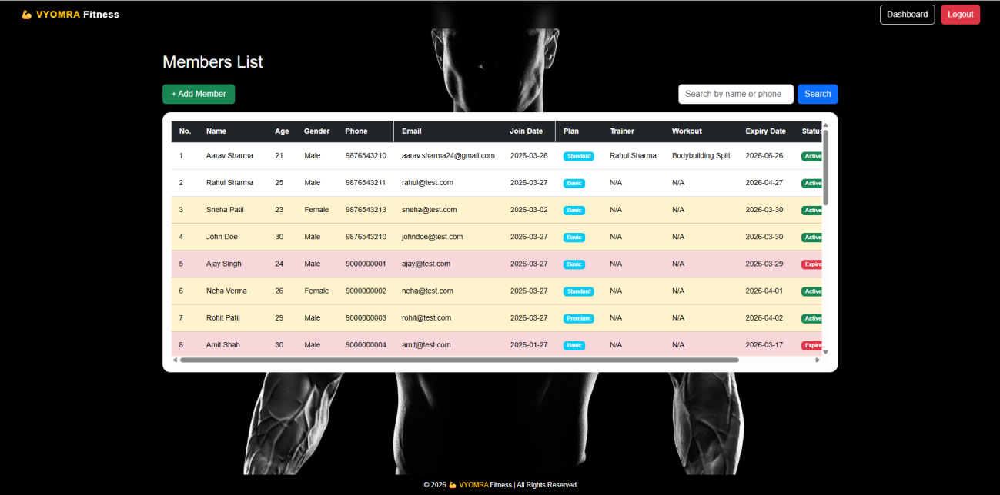 💪 VYOMRA Fitness Dashboard Logout
Members List
+ Add Member Search by name or phone Search
No. Name Age Gender Phone Email Join Date Plan Trainer Workout Expiry Date Status
1 Aarav Sharma 21 Male 9876543210 aarav.sharma24@gmail.com 2026-03-26 Standard Rahul Sharma Bodybuilding Split 2026-06-26 Active
2 Rahul Sharma 25 Male 9876543211 rahul@test.com 2026-03-27 Basic N/A N/A 2026-04-27 Active
3 Sneha Patil 23 Female 9876543213 sneha@test.com 2026-03-02 Basic N/A N/A 2026-03-30 Active
4 John Doe 30 Male 9876543210 johndoe@test.com 2026-03-27 Basic N/A N/A 2026-03-30 Active
5 Ajay Singh 24 Male 9000000001 ajay@test.com 2026-03-27 Basic N/A N/A 2026-03-29 Expire
6 Neha Verma 26 Female 9000000002 neha@test.com 2026-03-27 Standard N/A N/A 2026-04-01 Active
7 Rohit Patil 29 Male 9000000003 rohit@test.com 2026-03-27 Premium N/A N/A 2026-04-02 Active
8 Amit Shah 30 Male 9000000004 amit@test.com 2026-01-27 Basic N/A N/A 2026-03-17 Expire
© 2026 💪 VYOMRA Fitness | All Rights Reserved